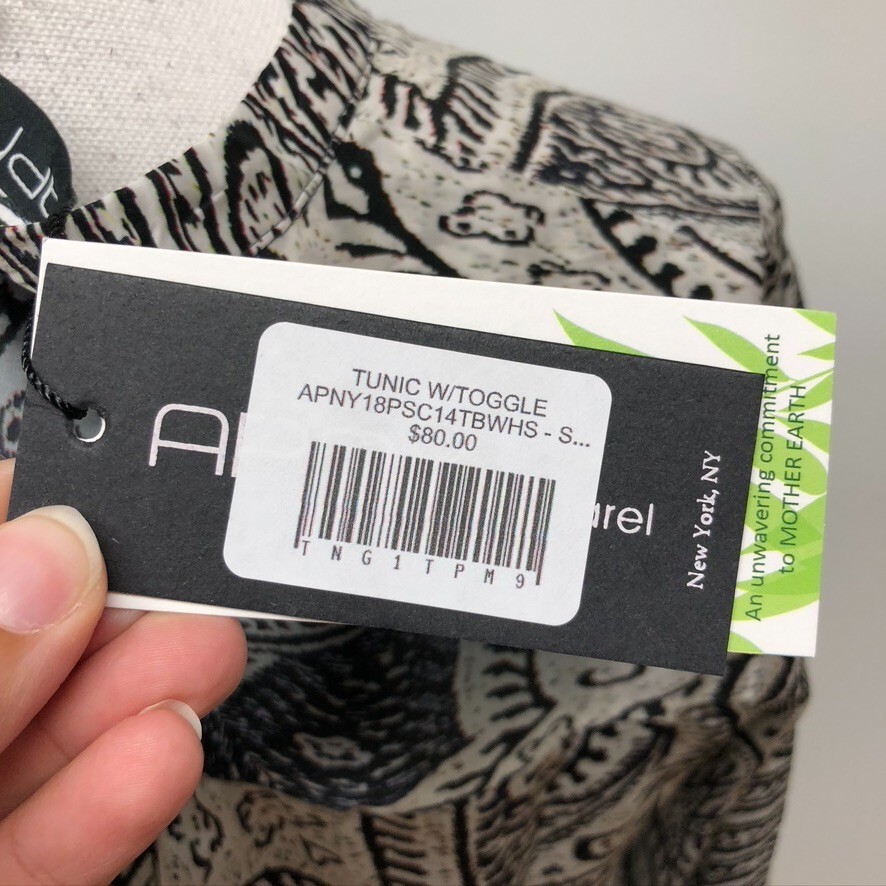 TUNIC W/TOGGLE
APNY18PSC14TBWHS - S...
$80.00
TNG1TPM9
New York, NY
An unwavering commitment
to MOTHER EARTH